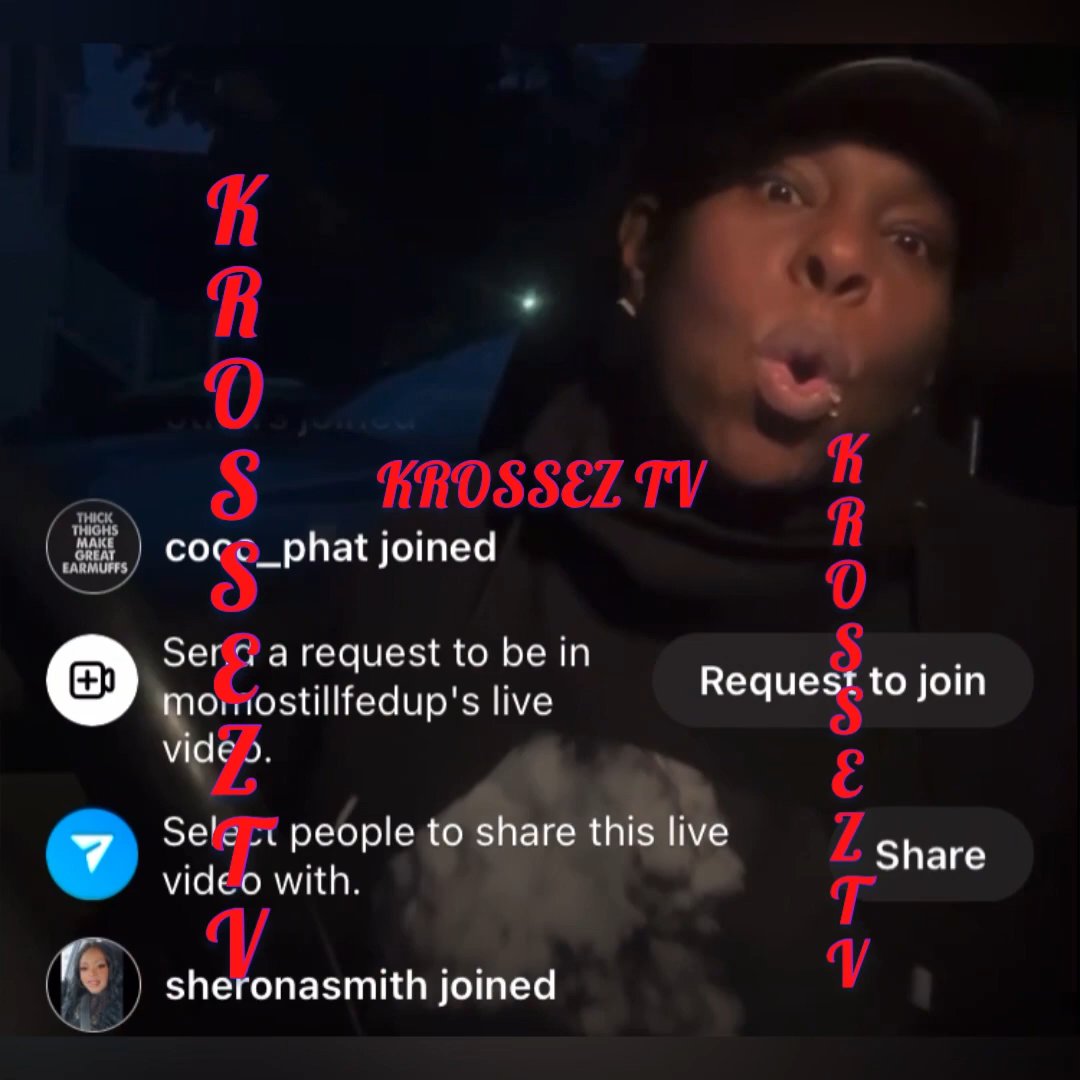 KROSSEZ TV
KROSSEZ TV
KROSSEZ TV
THICK
THIGHS
MAKE
GREAT
EARMUFFS
coco_phat joined
Send a request to be in
momostillfedup's live
video.
Request to join
Select people to share this live
video with.
Share
sheronasmith joined